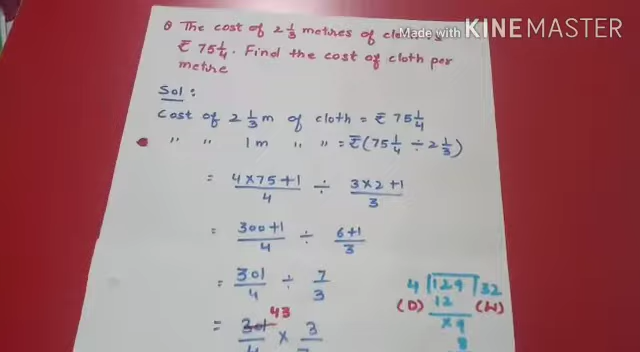 Made with KINEMASTER
Q The cost of 2 1/3 metres of
₹ 75 1/4. Find the cost of cloth per
metre
Sol:
Cost of 2 1/3 m of cloth = ₹ 75 1/4
" " 1 m " " = ₹ (75 1/4 ÷ 2 1/3)
= 4×75+1/4 ÷ 3×2+1/3
= 300+1/4 ÷ 6+1/3
= 301/4 ÷ 7/3
43
= 301/4 × 3/
4 129 32
(D) 12 (W)
×9
8